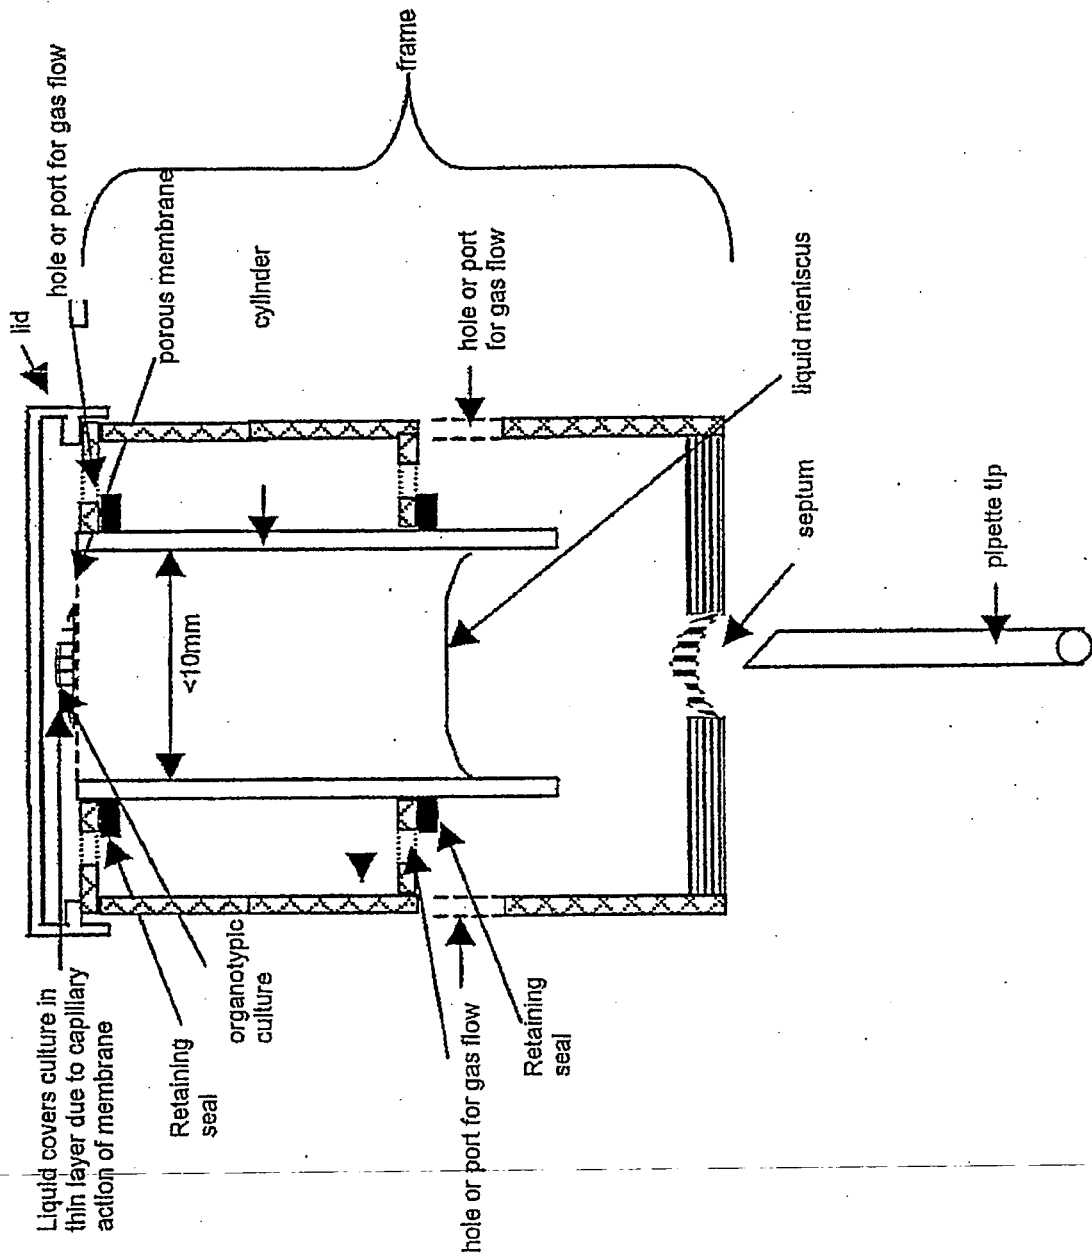 Liquid covers culture in
thin layer due to capillary
action of membrane
Retaining
seal
organotypic
culture
hole or port for gas flow
Retaining
seal
<10mm
lid
hole or port for gas flow
porous membrane
cylinder
frame
hole or port
for gas flow
liquid meniscus
septum
pipette tip